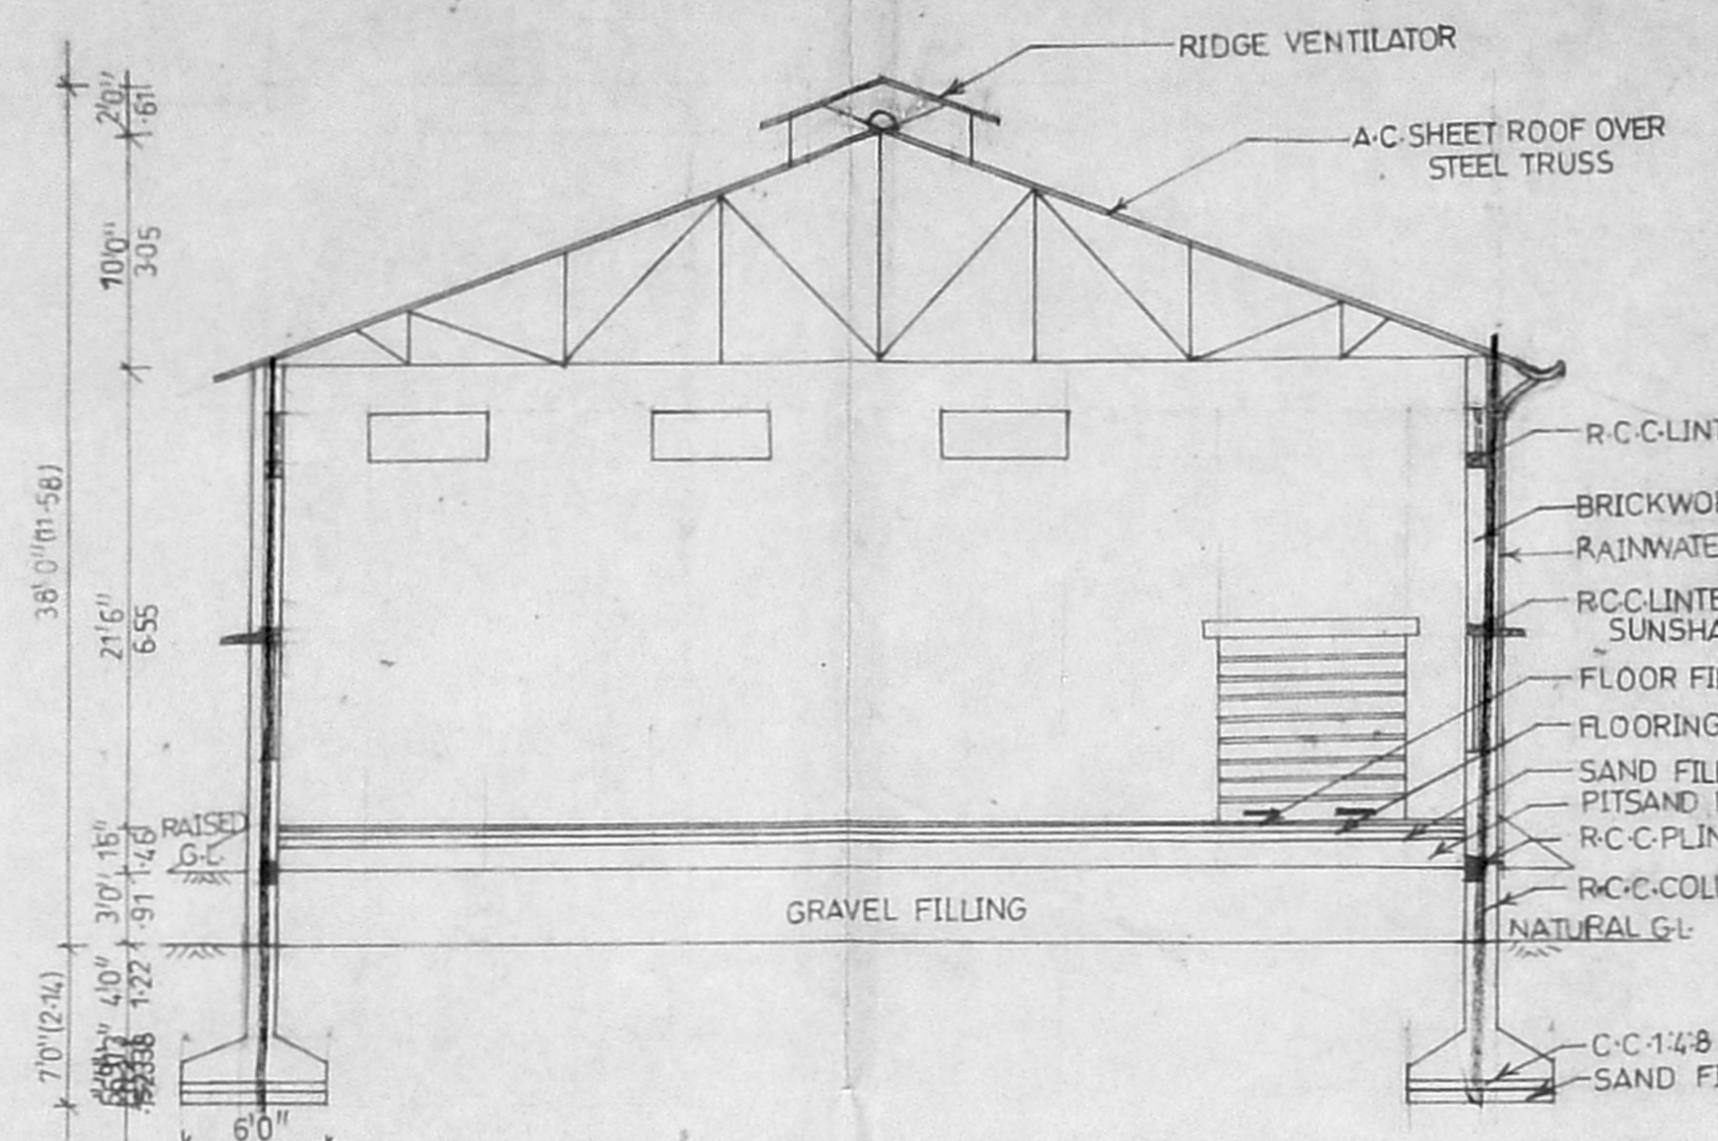 RIDGE VENTILATOR
A.C. SHEET ROOF OVER
STEEL TRUSS
2'0"
1.61
10'0"
3.05
38'0"(11.58)
21'6"
6.55
R.C.C.LINT
BRICKWO
RAINWATE
R.C.C.LINTE
SUNSHA
FLOOR FI
FLOORING
SAND FIL
PITSAND
R.C.C.PLIN
R.C.C.COL
RAISED
G.L.
1'6"
1.46
3'0"
.91
GRAVEL FILLING
NATURAL G.L.
4'0"
1.22
7'0"(2.14)
C.C.1:4:8
SAND F
6'0"